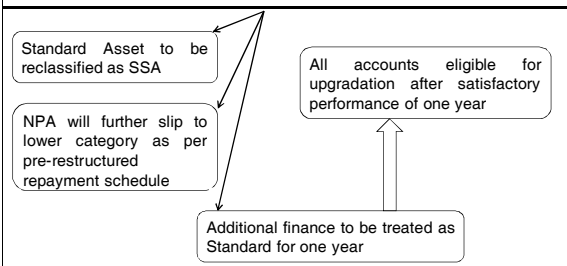 Standard Asset to be
reclassified as SSA
All accounts eligible for
upgradation after satisfactory
performance of one year
NPA will further slip to
lower category as per
pre-restructured
repayment schedule
Additional finance to be treated as
Standard for one year